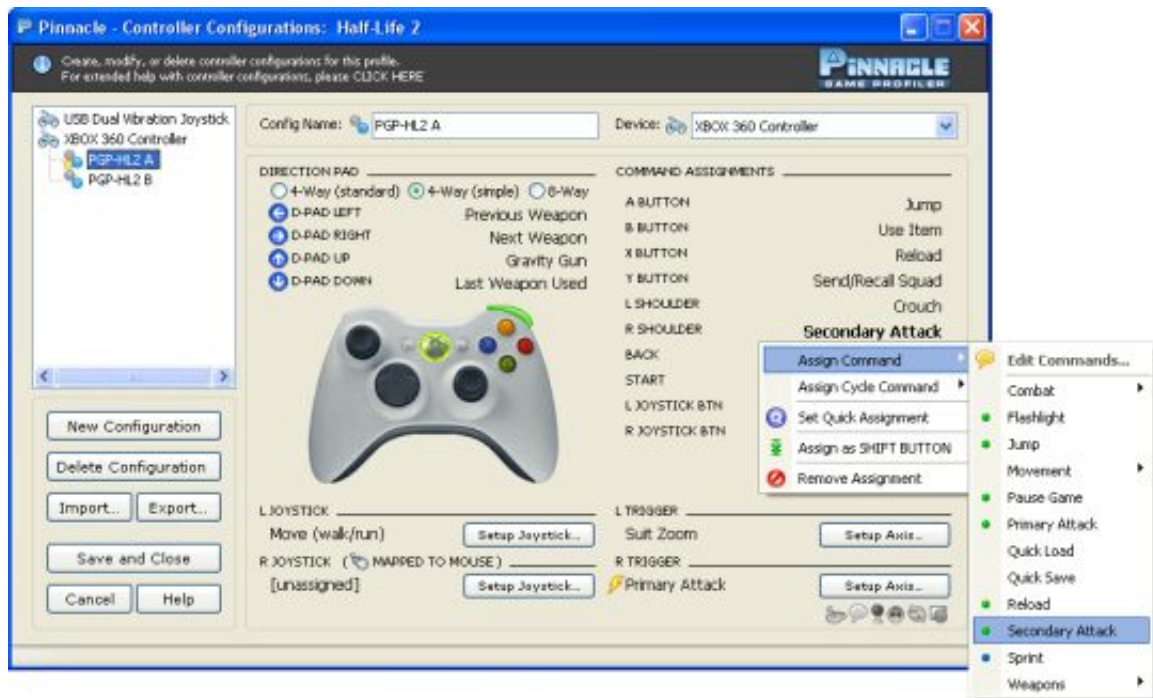 Pinnacle - Controller Configurations: Half-Life 2
Create, modify, or delete controller configurations for this profile.
For extended help with controller configurations, please CLICK HERE
PINNACLE
GAME PROFILER
USB Dual Vibration Joystick
XBOX 360 Controller
PGP-HL2 A
PGP-HL2 B
Config Name: PGP-HL2 A
Device: XBOX 360 Controller
DIRECTION PAD
4-Way (standard) 4-Way (simple) 8-Way
D-PAD LEFT Previous Weapon
D-PAD RIGHT Next Weapon
D-PAD UP Gravity Gun
D-PAD DOWN Last Weapon Used
COMMAND ASSIGNMENTS
A BUTTON Jump
B BUTTON Use Item
X BUTTON Reload
Y BUTTON Send/Recall Squad
L SHOULDER Crouch
R SHOULDER Secondary Attack
BACK
START
L JOYSTICK BTN
R JOYSTICK BTN
Assign Command
Assign Cycle Command
Set Quick Assignment
Assign as SHIFT BUTTON
Remove Assignment
Edit Commands...
Combat
Flashlight
Jump
Movement
Pause Game
Primary Attack
Quick Load
Quick Save
Reload
Secondary Attack
Sprint
Weapons
New Configuration
Delete Configuration
Import... Export...
Save and Close
Cancel Help
L JOYSTICK
Move (walk/run) Setup Joystick...
R JOYSTICK ( MAPPED TO MOUSE )
[unassigned] Setup Joystick...
L TRIGGER
Suit Zoom Setup Axis...
R TRIGGER
Primary Attack Setup Axis...